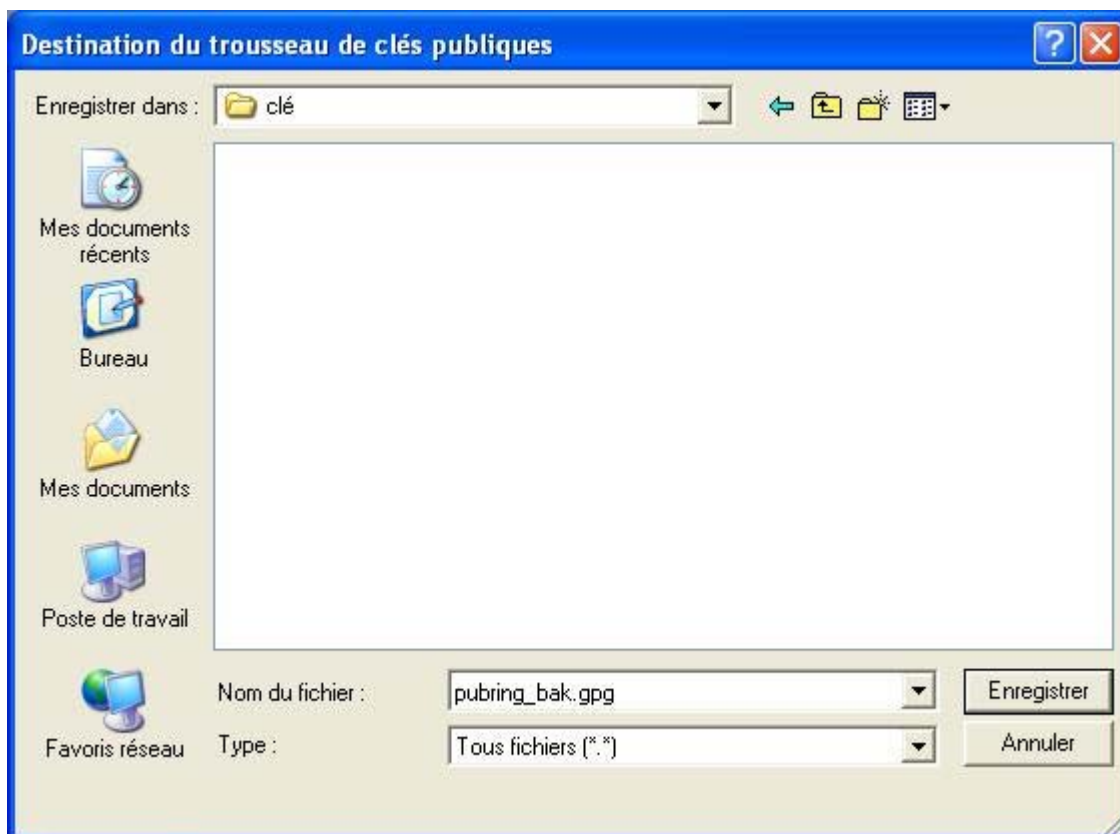 Destination du trousseau de clés publiques
Enregistrer dans :
clé
Mes documents
récents
Bureau
Mes documents
Poste de travail
Favoris réseau
Nom du fichier :
pubring_bak.gpg
Enregistrer
Type :
Tous fichiers (*.*)
Annuler